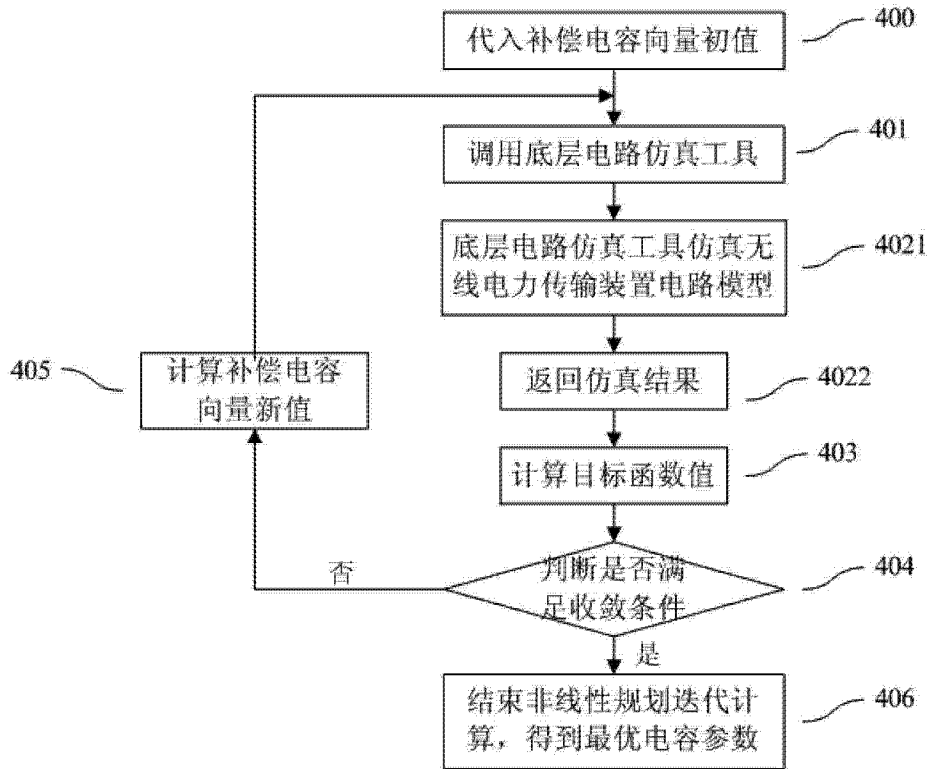 代入补偿电容向量初值
400
调用底层电路仿真工具
401
底层电路仿真工具仿真无
线电力传输装置电路模型
4021
405
计算补偿电容
向量新值
返回仿真结果
4022
计算目标函数值
403
否
判断是否满
足收敛条件
404
是
结束非线性规划迭代计
算，得到最优电容参数
406